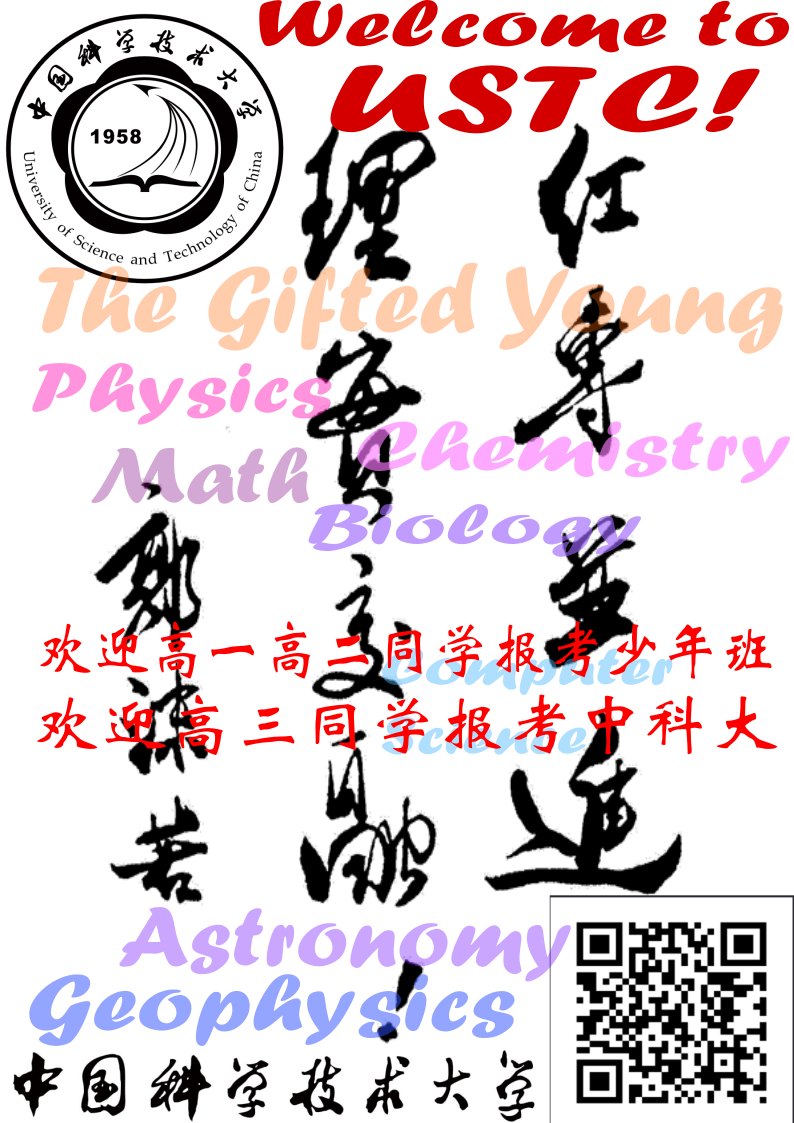 Welcome to
USTC!
中国科学技术大学
1958
University of Science and Technology of China
红专並進
理實交融!
郭沫若
The Gifted Young
Physics
Chemistry
Math
Biology
欢迎高一高二同学报考少年班
Computer
欢迎高三同学报考中科大
Science
Astronomy
Geophysics
中国科学技术大学